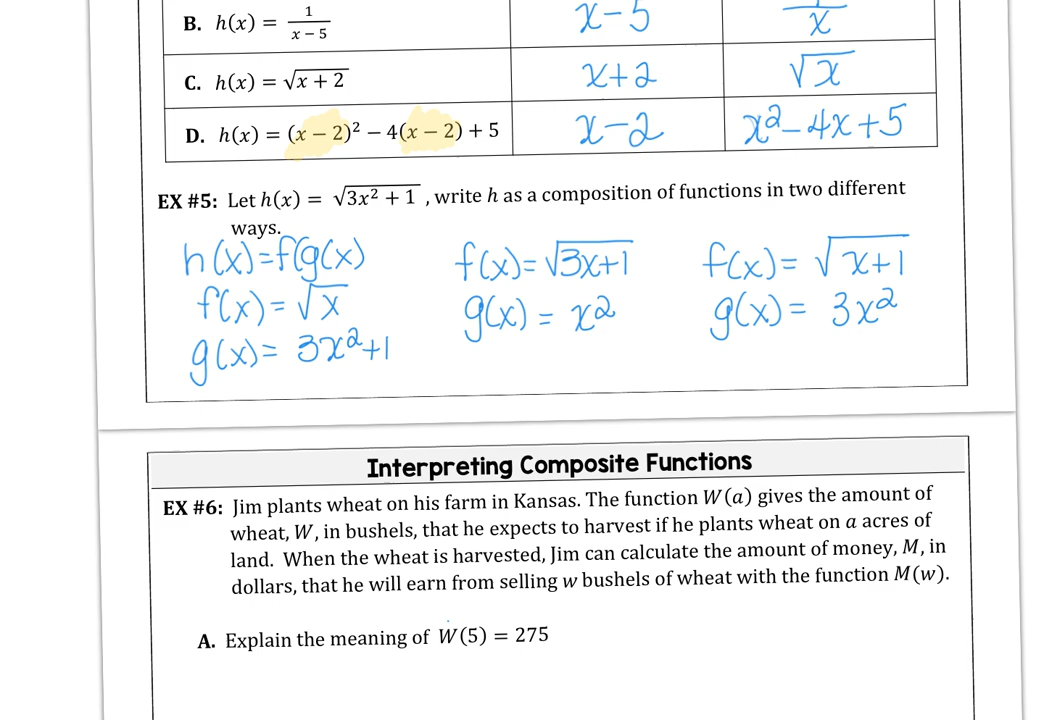 B. h(x) = 1/(x − 5) x−5 1/x
C. h(x) = √(x + 2) x+2 √x
D. h(x) = (x − 2)² − 4(x − 2) + 5 x−2 x²−4x+5
EX #5: Let h(x) = √(3x² + 1) , write h as a composition of functions in two different
ways.
h(x)=f(g(x) f(x)=√(3x+1) f(x)= √(x+1)
f(x)=√x g(x) = x² g(x)= 3x²
g(x)= 3x²+1
Interpreting Composite Functions
EX #6: Jim plants wheat on his farm in Kansas. The function W(a) gives the amount of
wheat, W, in bushels, that he expects to harvest if he plants wheat on a acres of
land. When the wheat is harvested, Jim can calculate the amount of money, M, in
dollars, that he will earn from selling w bushels of wheat with the function M(w).
A. Explain the meaning of W(5) = 275